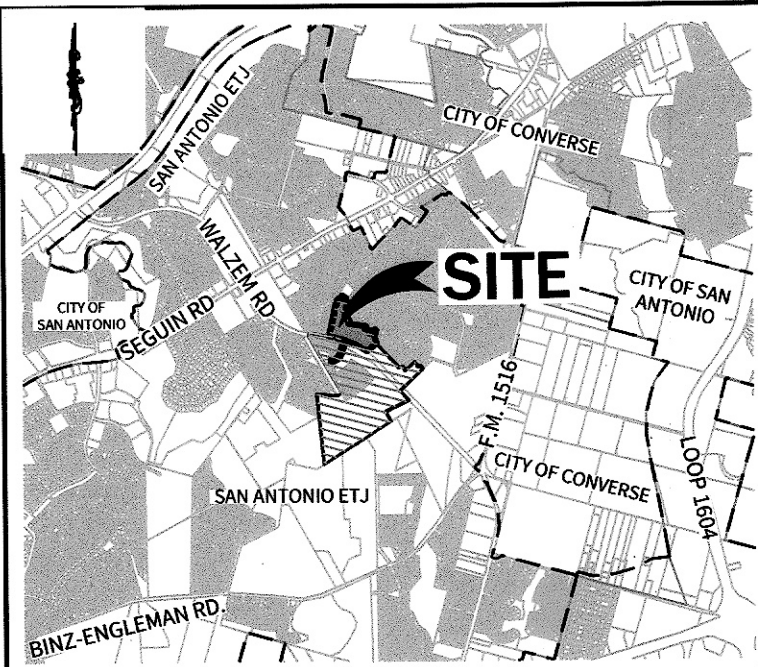 SAN ANTONIO ETJ
CITY OF CONVERSE
WALZEM RD
SITE
CITY OF SAN
ANTONIO
CITY OF
SAN ANTONIO
SEGUIN RD
F.M. 1516
CITY OF CONVERSE
LOOP 1604
SAN ANTONIO ETJ
BINZ-ENGLEMAN RD.